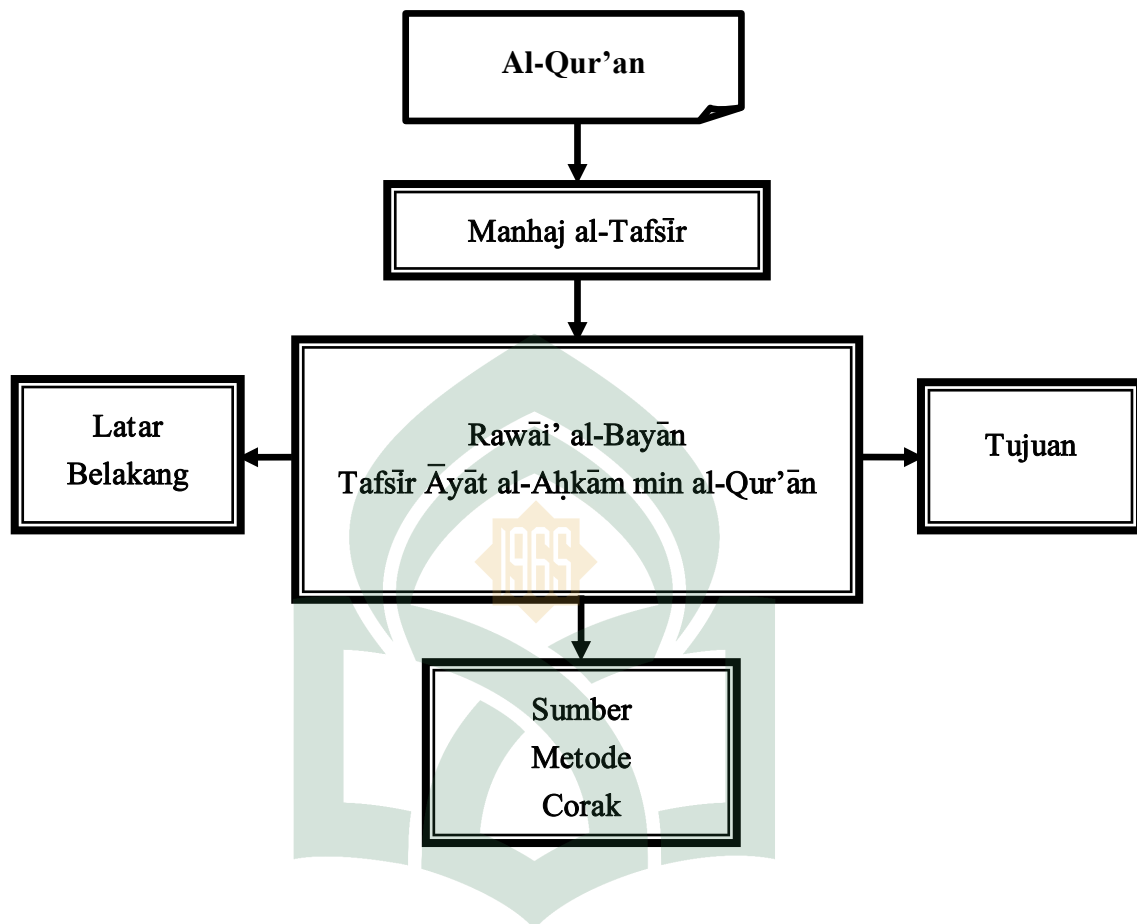 Al-Qur’an
Manhaj al-Tafsīr
Latar
Belakang
Rawāi’ al-Bayān
Tafsīr Āyāt al-Aḥkām min al-Qur’ān
Tujuan
1965
Sumber
Metode
Corak